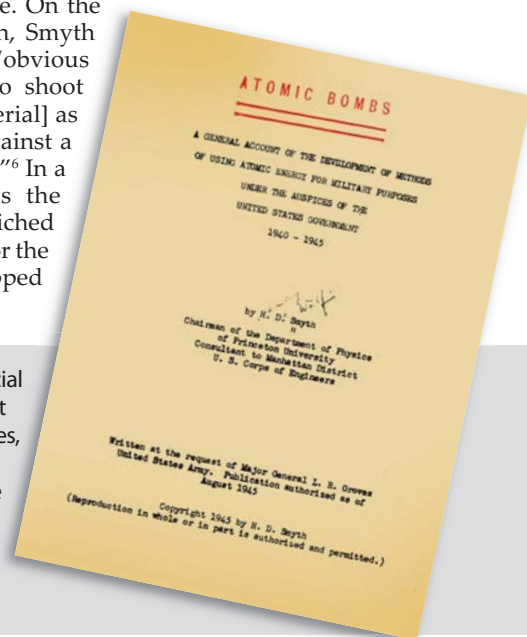 e. On the
n, Smyth
obvious
o shoot
erial] as
ainst a
”6 In a
s the
iched
or the
pped
ATOMIC BOMBS
A GENERAL ACCOUNT OF THE DEVELOPMENT OF METHODS
OF USING ATOMIC ENERGY FOR MILITARY PURPOSES
UNDER THE AUSPICES OF THE
UNITED STATES GOVERNMENT
1940 - 1945
by H. D. Smyth
Chairman of the Department of Physics
of Princeton University
Consultant to Manhattan District
U. S. Corps of Engineers
Written at the request of Major General L. R. Groves
United States Army. Publication authorized as of
August 1945
Copyright 1945 by H. D. Smyth
(Reproduction in whole or in part is authorized and permitted.)
cial
t
es,
e